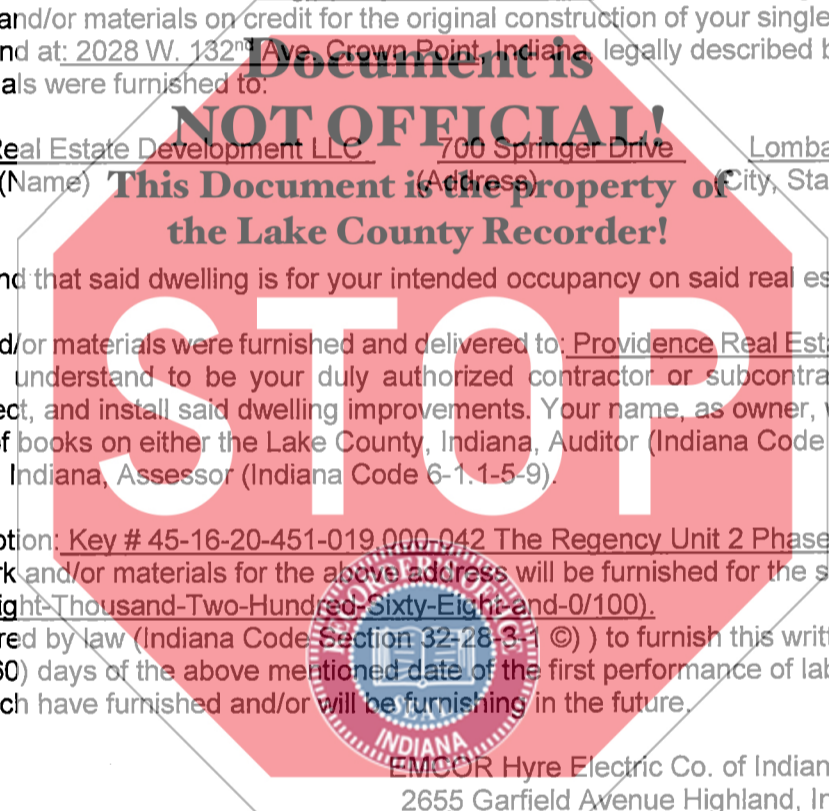 and/or materials on credit for the original construction of your single
nd at: 2028 W. 132nd Ave, Crown Point, Indiana, legally described b
als were furnished to:
Document is
NOT OFFICIAL!
This Document is the property of
the Lake County Recorder!
Real Estate Development LLC 700 Springer Drive Lomba
(Name) (Address) (City, Sta
nd that said dwelling is for your intended occupancy on said real es
STOP
d/or materials were furnished and delivered to: Providence Real Esta
understand to be your duly authorized contractor or subcontra
ect, and install said dwelling improvements. Your name, as owner,
f books on either the Lake County, Indiana, Auditor (Indiana Code
Indiana, Assessor (Indiana Code 6-1.1-5-9).
ption: Key # 45-16-20-451-019.000-042 The Regency Unit 2 Phase
rk and/or materials for the above address will be furnished for the s
ight-Thousand-Two-Hundred-Sixty-Eight-and-0/100).
red by law (Indiana Code Section 32-28-3-1 ©) ) to furnish this writt
60) days of the above mentioned date of the first performance of lab
ch have furnished and/or will be furnishing in the future.
RECORDER'S OFFICE
SEAL
INDIANA
EMCOR Hyre Electric Co. of Indian
2655 Garfield Avenue Highland, In